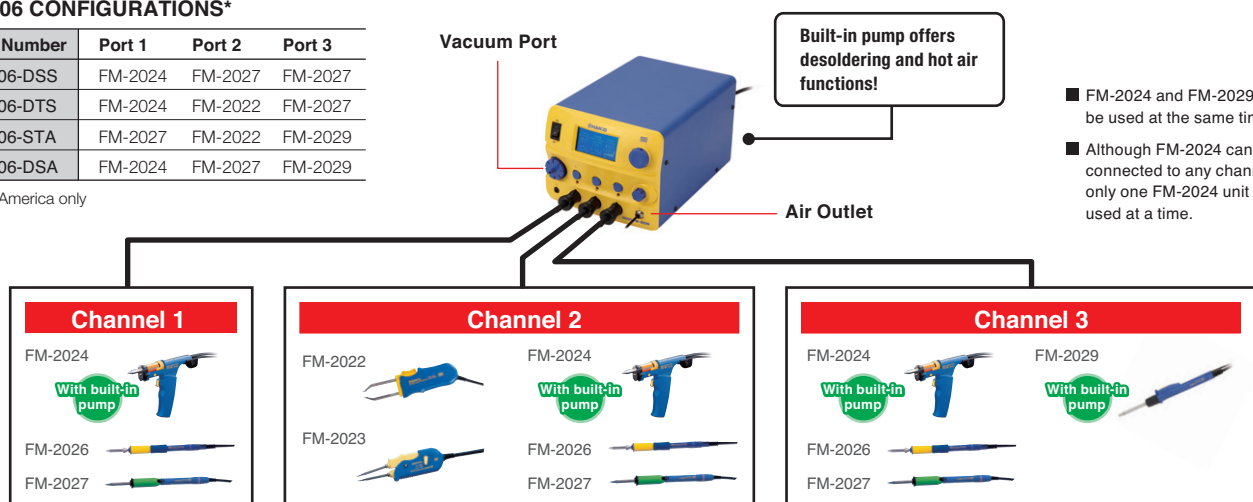 06 CONFIGURATIONS*
Number Port 1 Port 2 Port 3
06-DSS FM-2024 FM-2027 FM-2027
06-DTS FM-2024 FM-2022 FM-2027
06-STA FM-2027 FM-2022 FM-2029
06-DSA FM-2024 FM-2027 FM-2029
America only
Vacuum Port
Built-in pump offers
desoldering and hot air
functions!
Air Outlet
FM-2024 and FM-2029
be used at the same
Although FM-2024 can
connected to any
only one FM-2024 unit
used at a time.
Channel 1
FM-2024
With built-in
pump
FM-2026
FM-2027
Channel 2
FM-2022
FM-2023
FM-2024
With built-in
pump
FM-2026
FM-2027
Channel 3
FM-2024
With built-in
pump
FM-2026
FM-2027
FM-2029
With built-in
pump